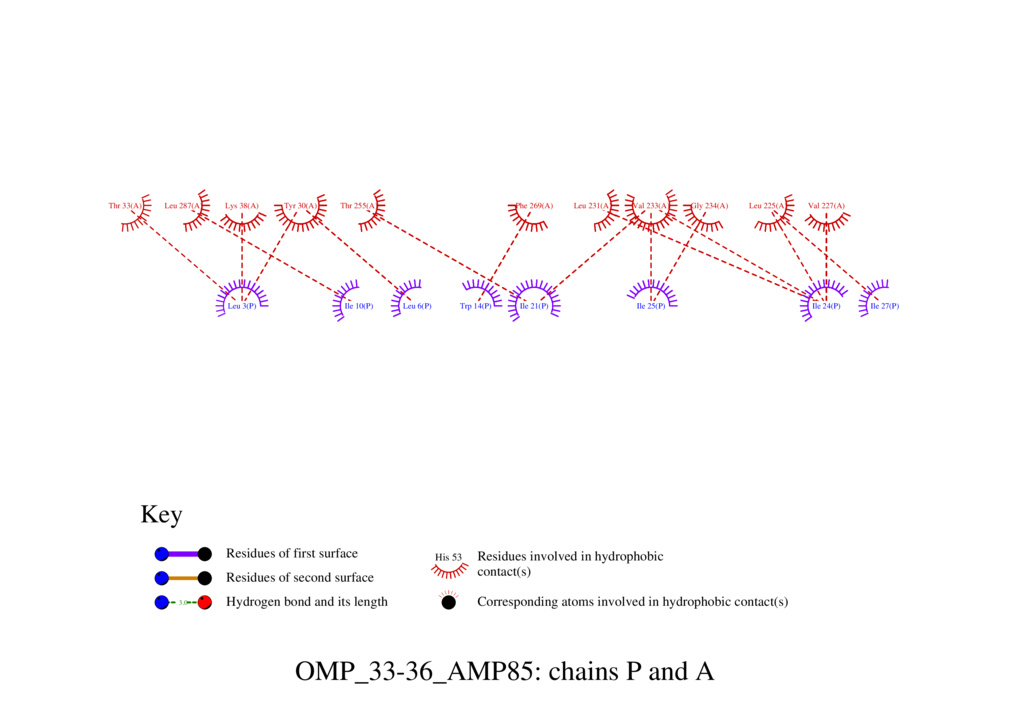 Thr 33(A) Leu 287(A) Lys 38(A) Tyr 30(A) Thr 255(A) Phe 269(A) Leu 231(A) Val 233(A) Gly 234(A) Leu 225(A) Val 227(A)
Leu 3(P) Ile 10(P) Leu 6(P) Trp 14(P) Ile 21(P) Ile 25(P) Ile 24(P) Ile 27(P)
Key
Residues of first surface
Residues of second surface
3.0 Hydrogen bond and its length
His 53 Residues involved in hydrophobic
contact(s)
Corresponding atoms involved in hydrophobic contact(s)
OMP_33-36_AMP85: chains P and A